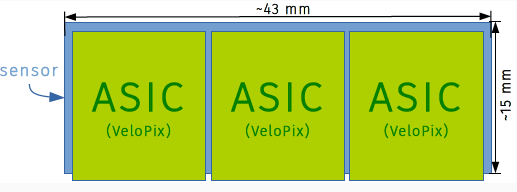 ~43 mm
sensor
ASIC
(VeloPix)
ASIC
(VeloPix)
ASIC
(VeloPix)
~15 mm